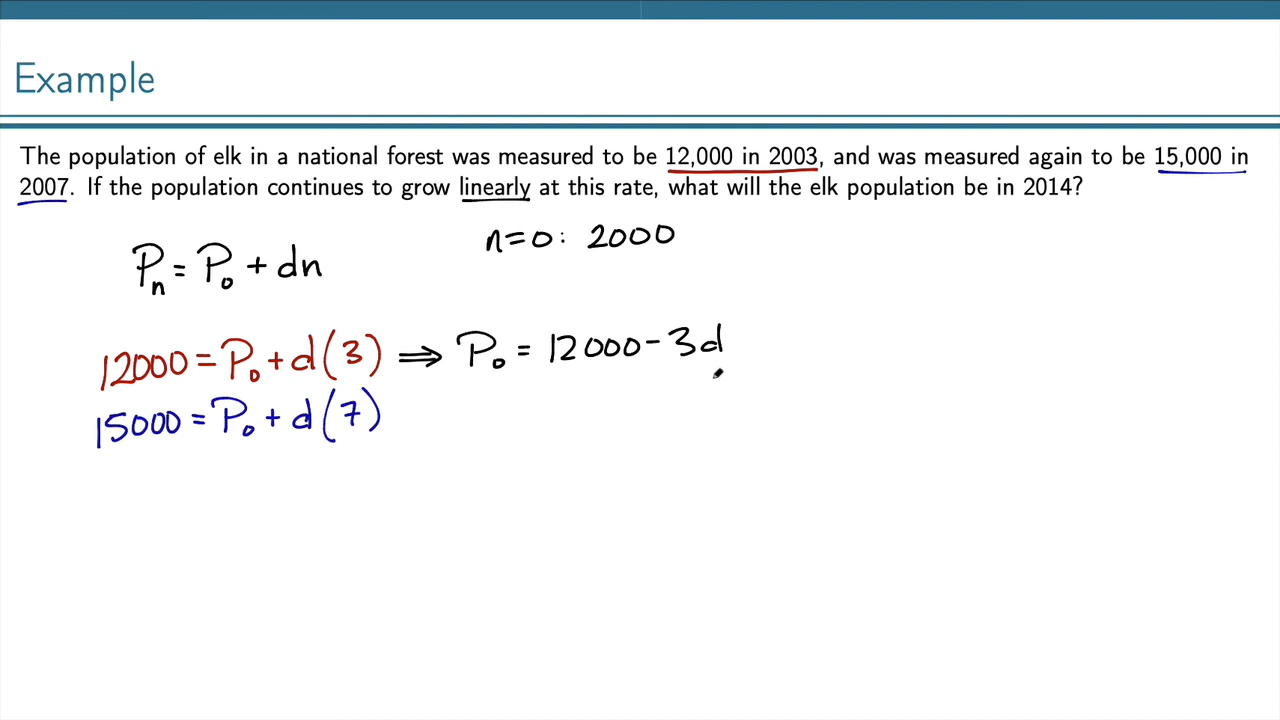 Example
The population of elk in a national forest was measured to be 12,000 in 2003, and was measured again to be 15,000 in
2007. If the population continues to grow linearly at this rate, what will the elk population be in 2014?
n=0: 2000
Pₙ = P₀ + dn
12000 = P₀ + d(3) ⟹ P₀ = 12000 - 3d
15000 = P₀ + d(7)